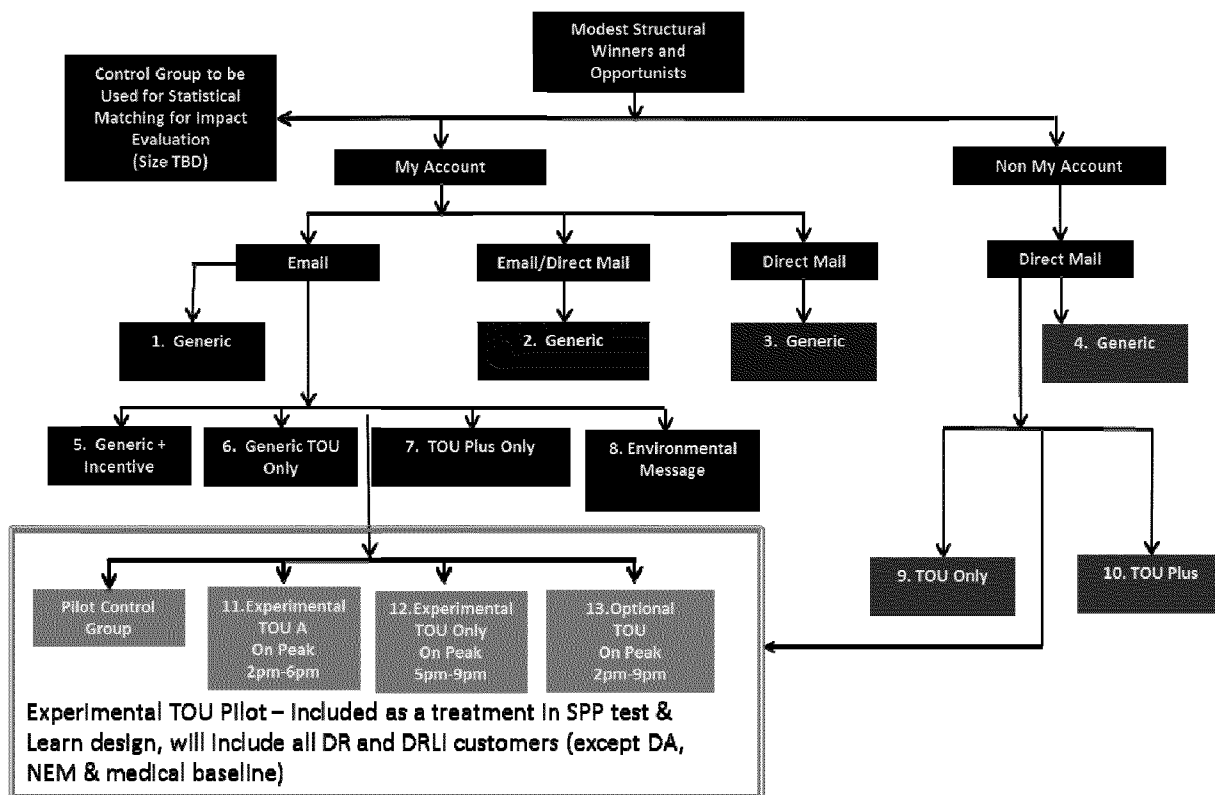 Modest Structural
Winners and
Opportunists
Control Group to be
Used for Statistical
Matching for Impact
Evaluation
(Size TBD)
My Account
Non My Account
Email
Email/Direct Mail
Direct Mail
Direct Mail
1. Generic
2. Generic
3. Generic
4. Generic
5. Generic +
Incentive
6. Generic TOU
Only
7. TOU Plus Only
8. Environmental
Message
9. TOU Only
10. TOU Plus
Pilot Control
Group
11.Experimental
TOU A
On Peak
2pm-6pm
12.Experimental
TOU Only
On Peak
5pm-9pm
13.Optional
TOU
On Peak
2pm-9pm
Experimental TOU Pilot – Included as a treatment in SPP test &
Learn design, will include all DR and DRLI customers (except DA,
NEM & medical baseline)